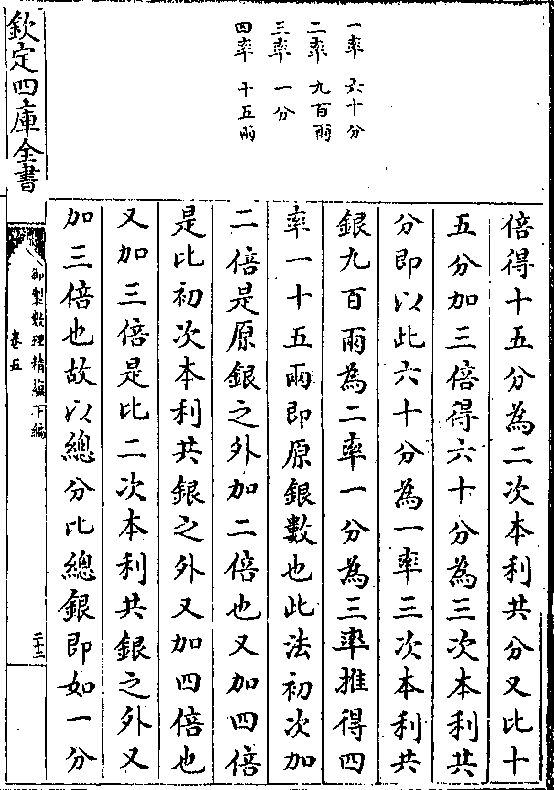 一率　六十分
二率　九百兩
三率　一分
四率　十五兩
倍得十五分為二次本利共分又比十
五分加三倍得六十分為三次本利共
分即以此六十分為一率三次本利共
銀九百兩為二率一分為三率推得四
率一十五兩即原銀數也此法初次加
二倍是原銀之外加二倍也又加四倍
是比初次本利共銀之外又加四倍也
又加三倍是比二次本利共銀之外又
加三倍也故以總分比總銀即如一分
欽定四庫全書
御製數理精蘊下編
卷五